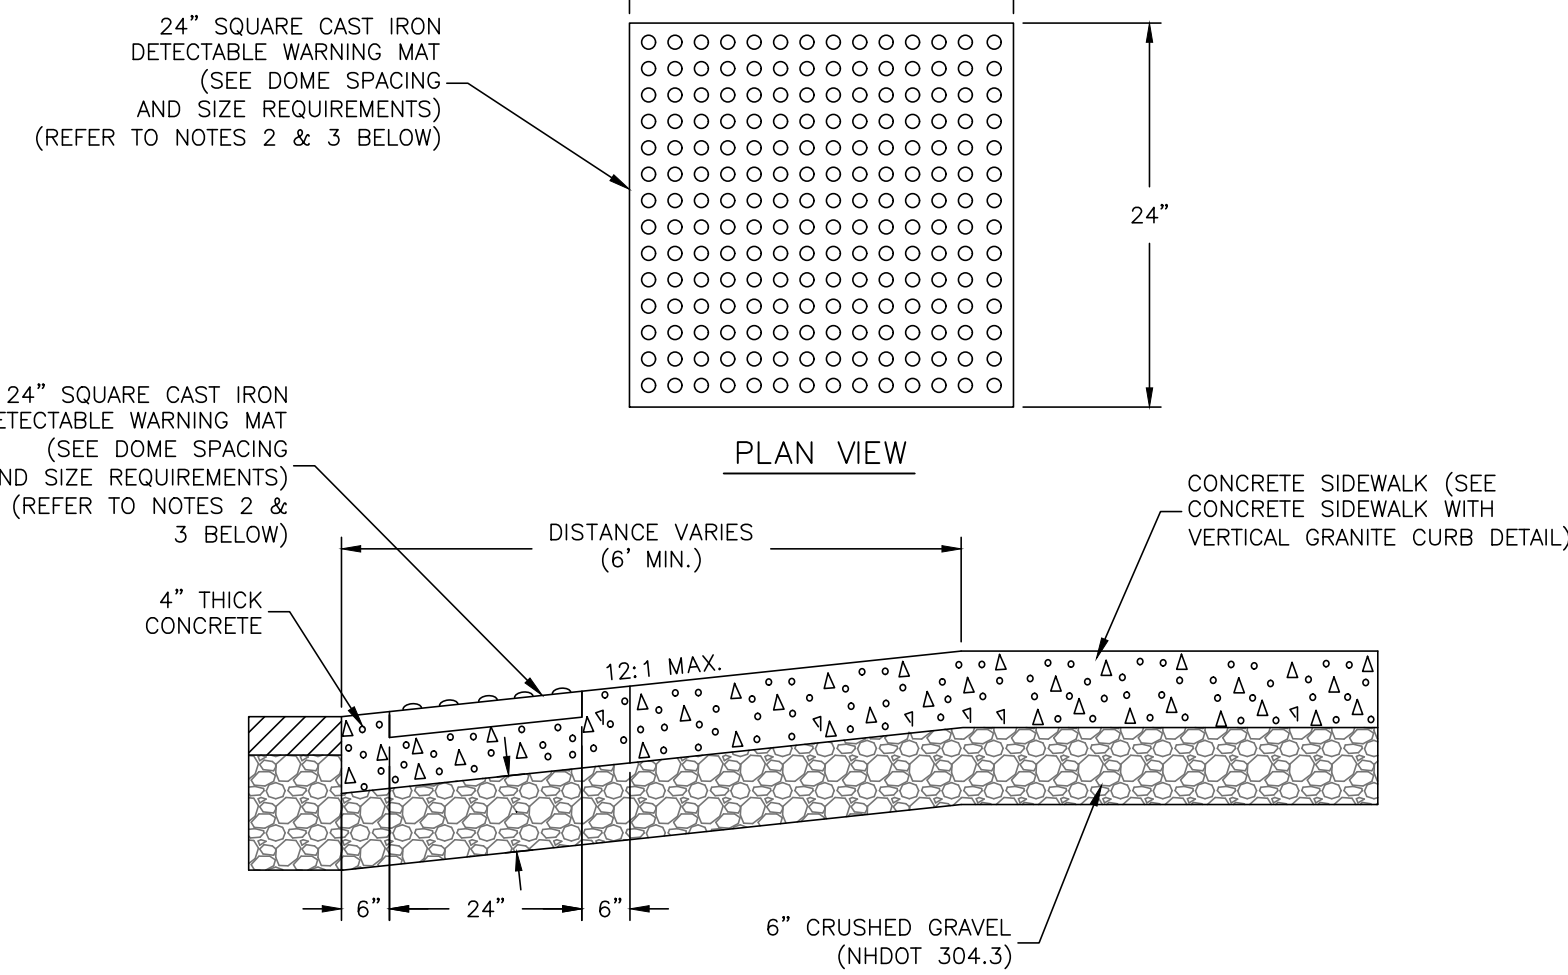 24” SQUARE CAST IRON
DETECTABLE WARNING MAT
(SEE DOME SPACING
AND SIZE REQUIREMENTS)
(REFER TO NOTES 2 & 3 BELOW)
24”
PLAN VIEW
24” SQUARE CAST IRON
ETECTABLE WARNING MAT
(SEE DOME SPACING
ND SIZE REQUIREMENTS)
(REFER TO NOTES 2 &
3 BELOW)
DISTANCE VARIES
(6’ MIN.)
CONCRETE SIDEWALK (SEE
CONCRETE SIDEWALK WITH
VERTICAL GRANITE CURB DETAIL)
4” THICK
CONCRETE
12:1 MAX.
6” 24” 6”
6” CRUSHED GRAVEL
(NHDOT 304.3)